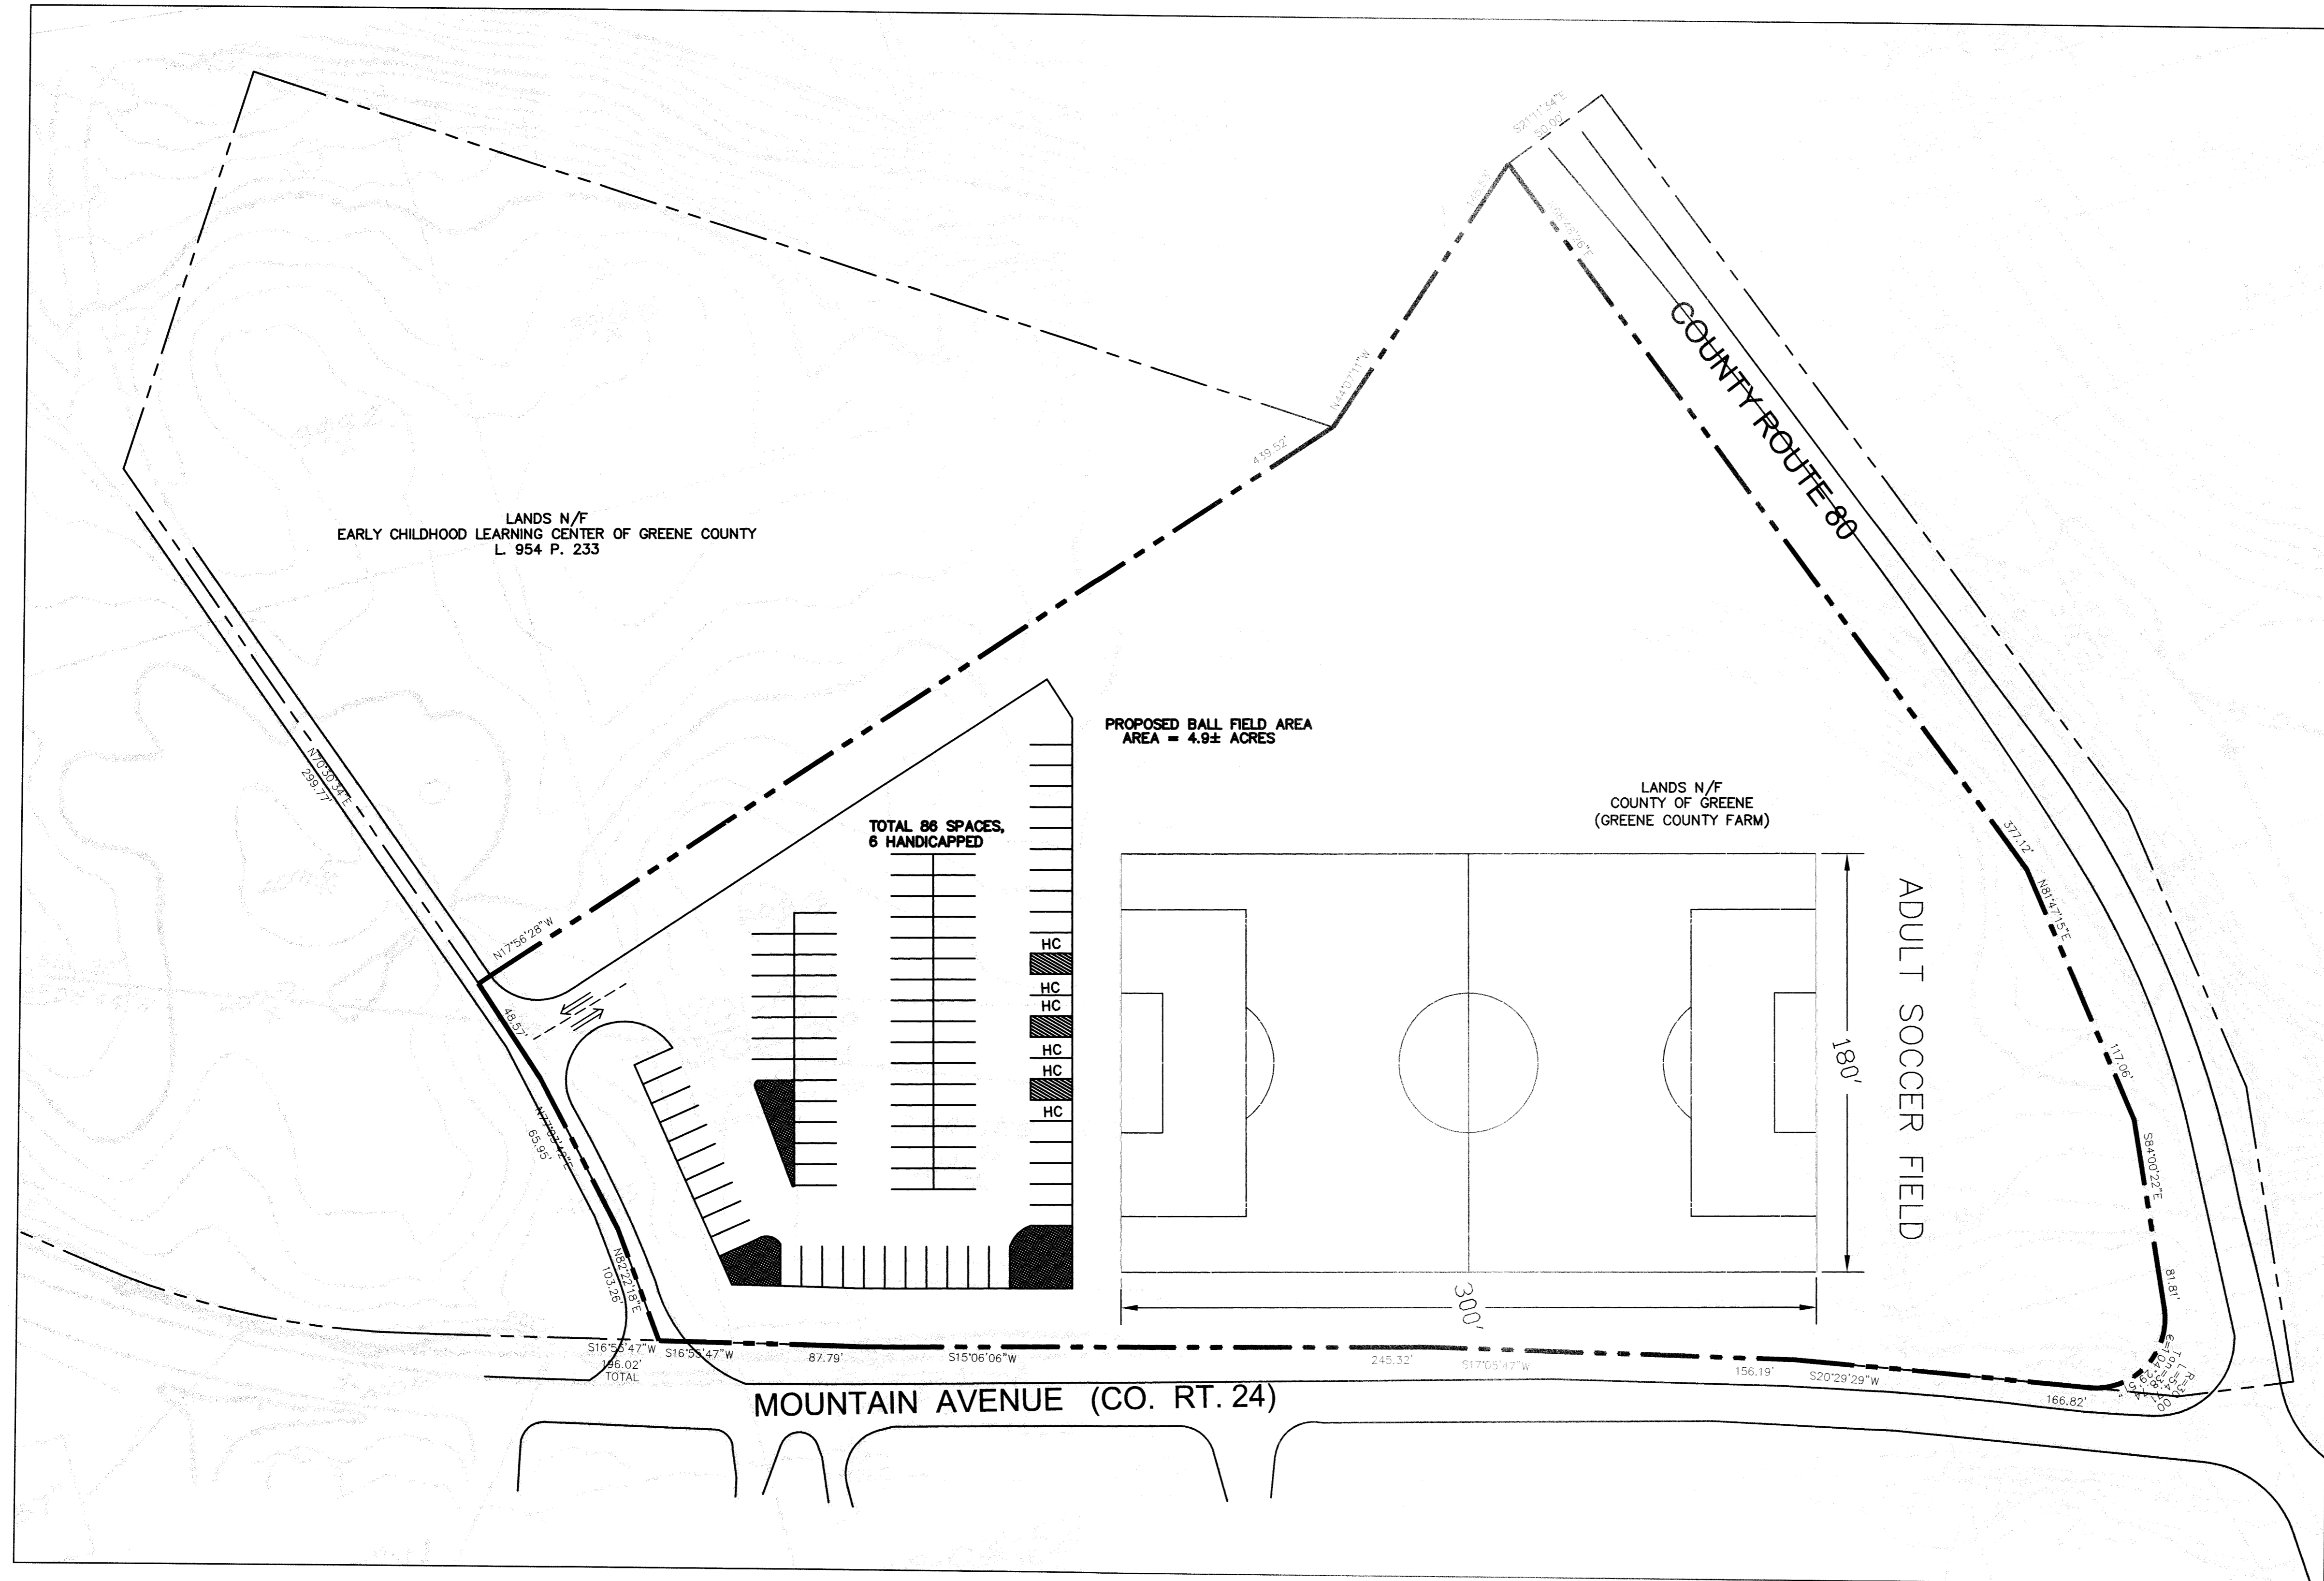 S21°11'34"E
50.00'
N44°07'11"W
439.52'
COUNTY ROUTE 80
LANDS N/F
EARLY CHILDHOOD LEARNING CENTER OF GREENE COUNTY
L. 954 P. 233
PROPOSED BALL FIELD AREA
AREA = 4.9± ACRES
N70°30'34"E
299.77'
LANDS N/F
COUNTY OF GREENE
(GREENE COUNTY FARM)
TOTAL 86 SPACES,
6 HANDICAPPED
377.12'
N81°47'15"E
N17°56'28"W
HC
HC
HC
HC
HC
HC
48.57'
180'
ADULT SOCCER FIELD
117.06'
65.95'
S84°00'22"E
N82°22'18"E
103.26'
81.81'
300'
S16°55'47"W
196.02'
TOTAL
S16°55'47"W
87.79'
S15°06'06"W
245.32'
S17°05'47"W
156.19'
S20°29'29"W
166.82'
MOUNTAIN AVENUE (CO. RT. 24)